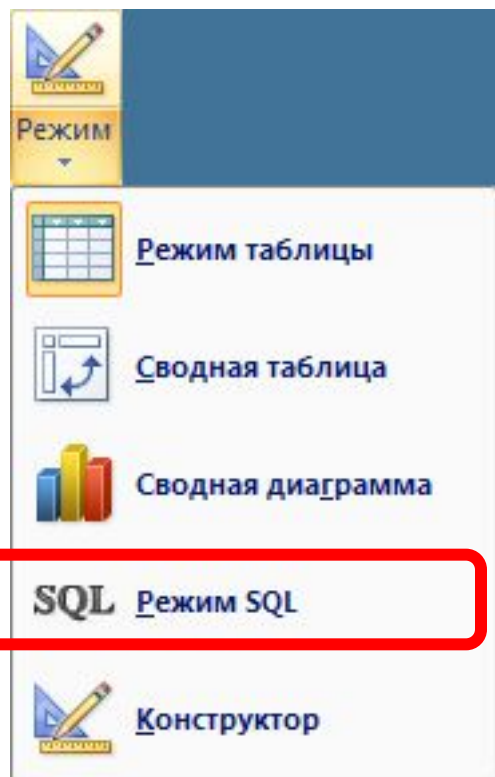 Режим
Режим таблицы
Сводная таблица
Сводная диаграмма
SQL Режим SQL
Конструктор